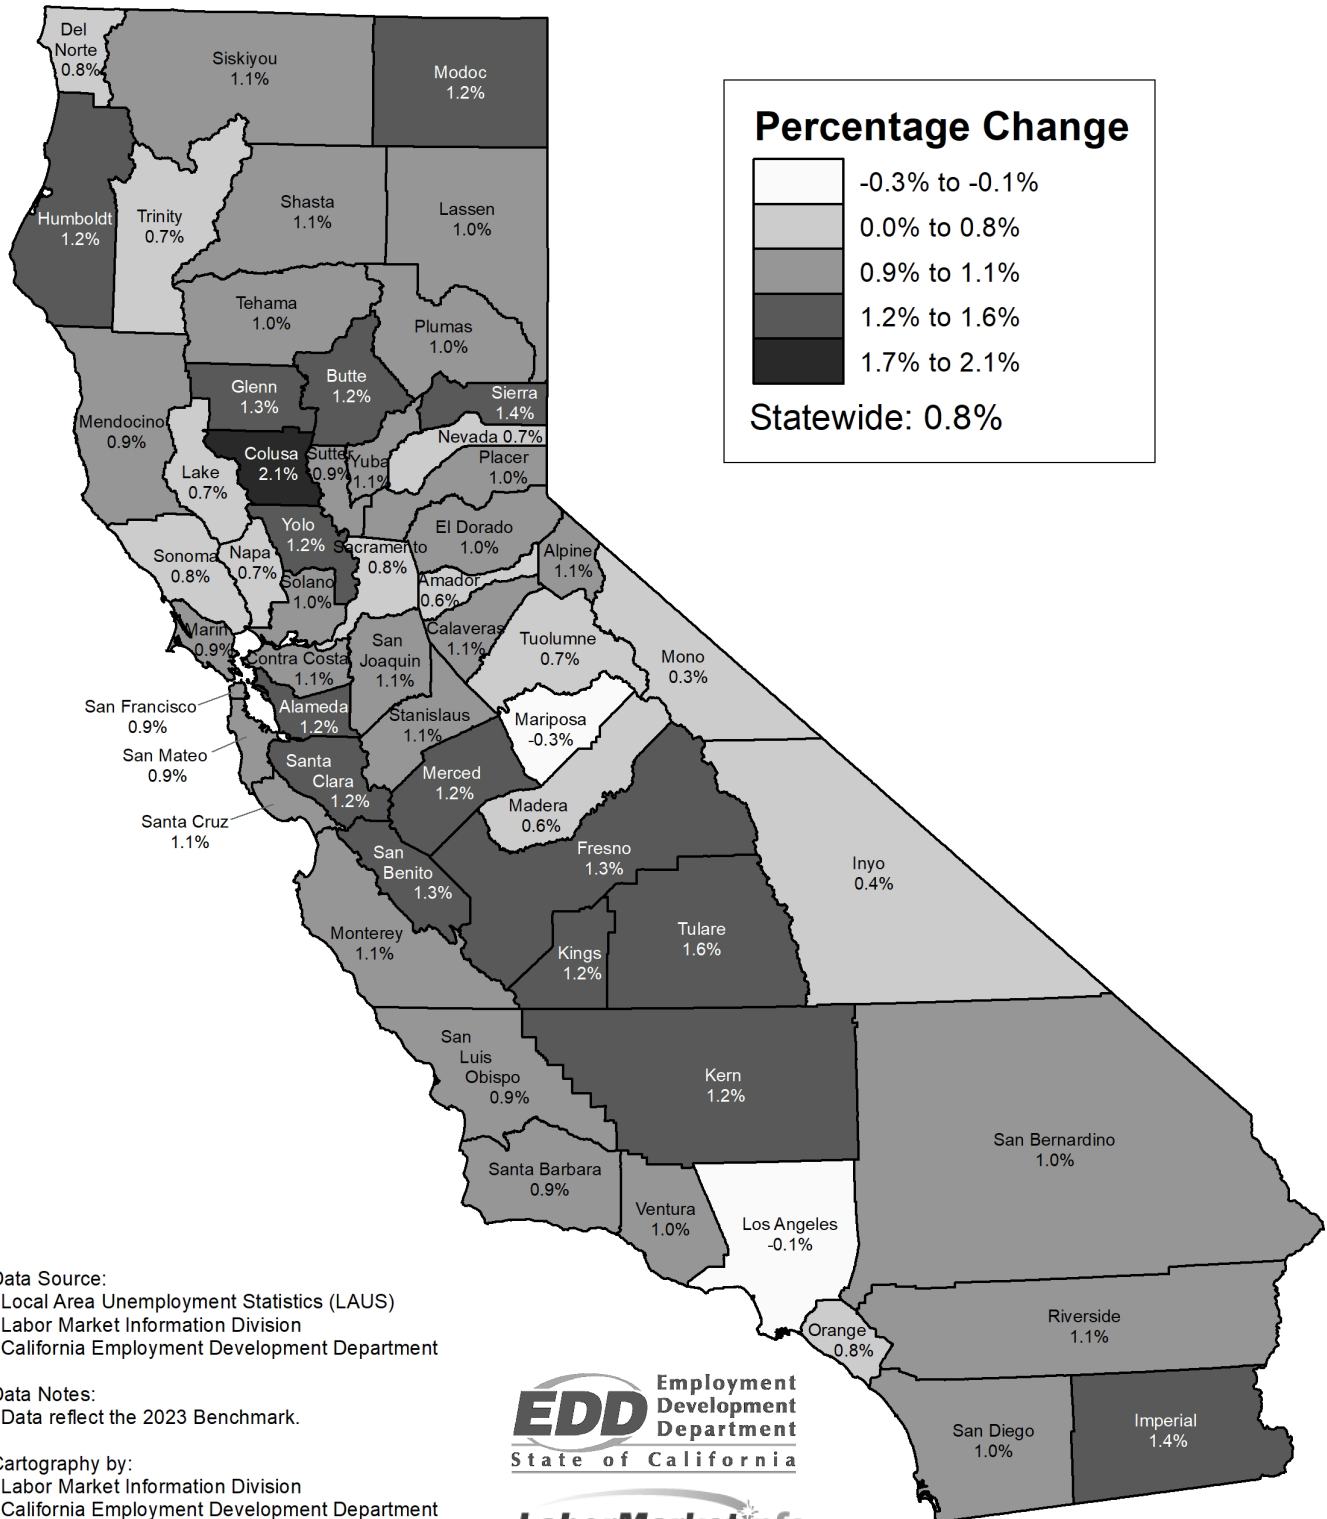 Del
Norte
0.8%
Siskiyou
1.1%
Modoc
1.2%
Percentage Change
-0.3% to -0.1%
0.0% to 0.8%
0.9% to 1.1%
1.2% to 1.6%
1.7% to 2.1%
Statewide: 0.8%
Humboldt
1.2%
Trinity
0.7%
Shasta
1.1%
Lassen
1.0%
Tehama
1.0%
Plumas
1.0%
Glenn
1.3%
Butte
1.2%
Sierra
1.4%
Mendocino
0.9%
Lake
0.7%
Colusa
2.1%
Sutter
0.9%
Yuba
1.1%
Nevada 0.7%
Placer
1.0%
Sonoma
0.8%
Napa
0.7%
Yolo
1.2%
Solano
1.0%
Sacramento
0.8%
El Dorado
1.0%
Amador
0.6%
Alpine
1.1%
Marin
0.9%
Contra Costa
1.1%
San
Joaquin
1.1%
Calaveras
1.1%
Tuolumne
0.7%
Mono
0.3%
San Francisco
0.9%
San Mateo
0.9%
Santa Cruz
1.1%
Alameda
1.2%
Santa
Clara
1.2%
Stanislaus
1.1%
Merced
1.2%
Mariposa
-0.3%
Madera
0.6%
San
Benito
1.3%
Fresno
1.3%
Inyo
0.4%
Monterey
1.1%
Kings
1.2%
Tulare
1.6%
San
Luis
Obispo
0.9%
Kern
1.2%
San Bernardino
1.0%
Santa Barbara
0.9%
Ventura
1.0%
Los Angeles
-0.1%
Orange
0.8%
Riverside
1.1%
San Diego
1.0%
Imperial
1.4%
Data Source:
Local Area Unemployment Statistics (LAUS)
Labor Market Information Division
California Employment Development Department
Data Notes:
Data reflect the 2023 Benchmark.
Cartography by:
Labor Market Information Division
California Employment Development Department
EDD
Employment
Development
Department
State of California